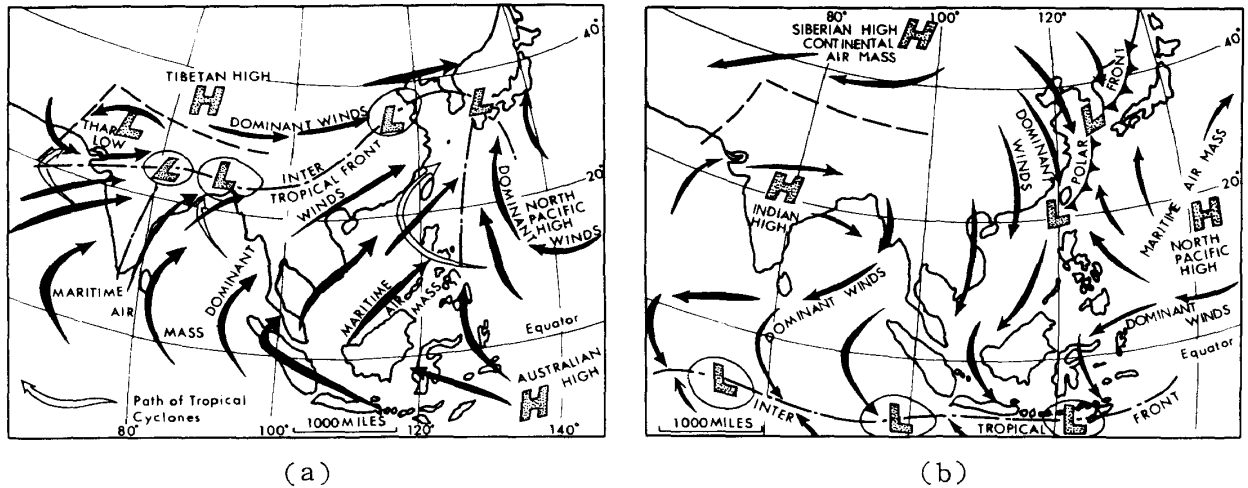 40°
TIBETAN HIGH
H
L
L
DOMINANT WINDS
L
THAR
LOW
L
L
INTER
TROPICAL FRONT
WINDS
20°
DOMINANT
NORTH
PACIFIC
HIGH
WINDS
DOMINANT
MARITIME
AIR
MASS
MARITIME
AIR
MASS
Equator
AUSTRALIAN
HIGH
H
Path of Tropical
Cyclones
80°
100°
1000 MILES
120°
140°
(a)
80°
100°
120°
SIBERIAN HIGH
CONTINENTAL
AIR MASS
H
40°
FRONT
L
POLAR
DOMINANT
WINDS
MARITIME AIR MASS
20°
H
INDIAN
HIGH
L
H
NORTH
PACIFIC
HIGH
DOMINANT WINDS
DOMINANT
WINDS
Equator
L
INTER
L
TROPICAL
L
FRONT
1000 MILES
(b)